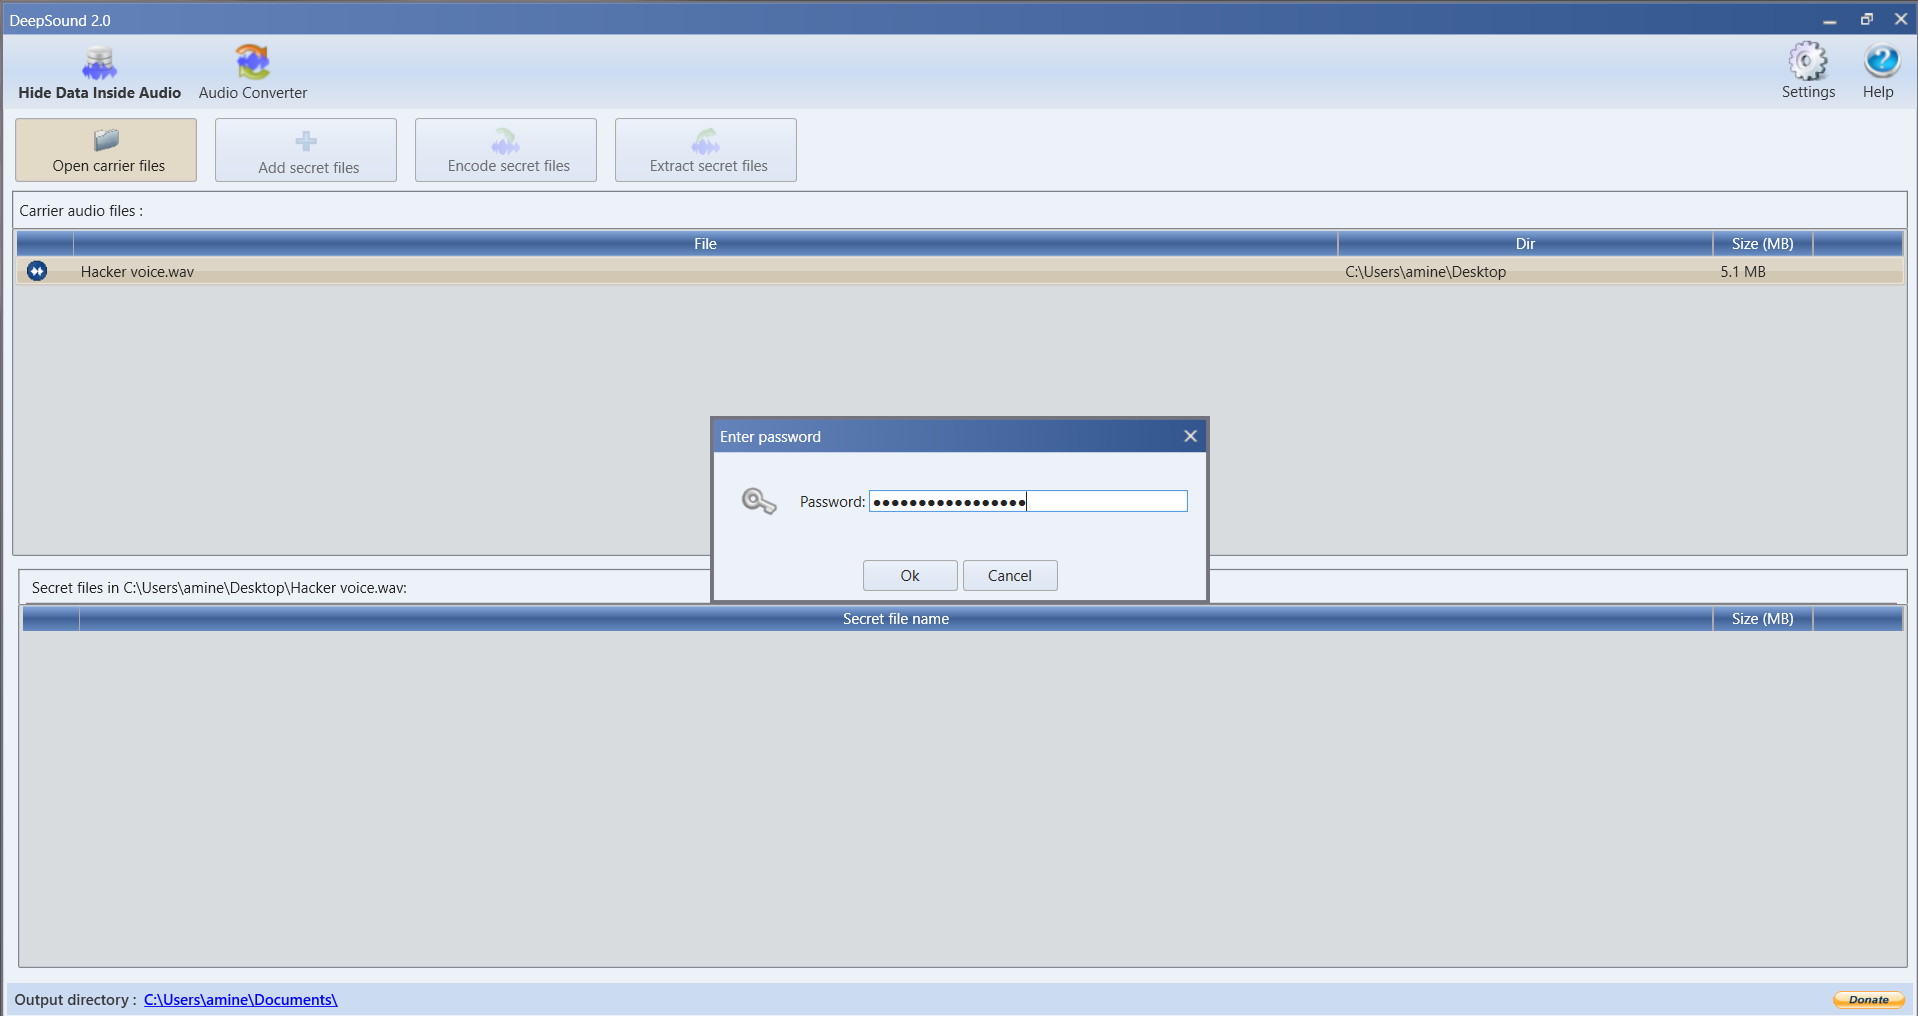 DeepSound 2.0
Hide Data Inside Audio Audio Converter Settings Help
Open carrier files Add secret files Encode secret files Extract secret files
Carrier audio files :
File Dir Size (MB)
Hacker voice.wav C:\Users\amine\Desktop 5.1 MB
Enter password
Password: ●●●●●●●●●●●●●●●●●
Ok Cancel
Secret files in C:\Users\amine\Desktop\Hacker voice.wav:
Secret file name Size (MB)
Output directory : C:\Users\amine\Documents\ Donate